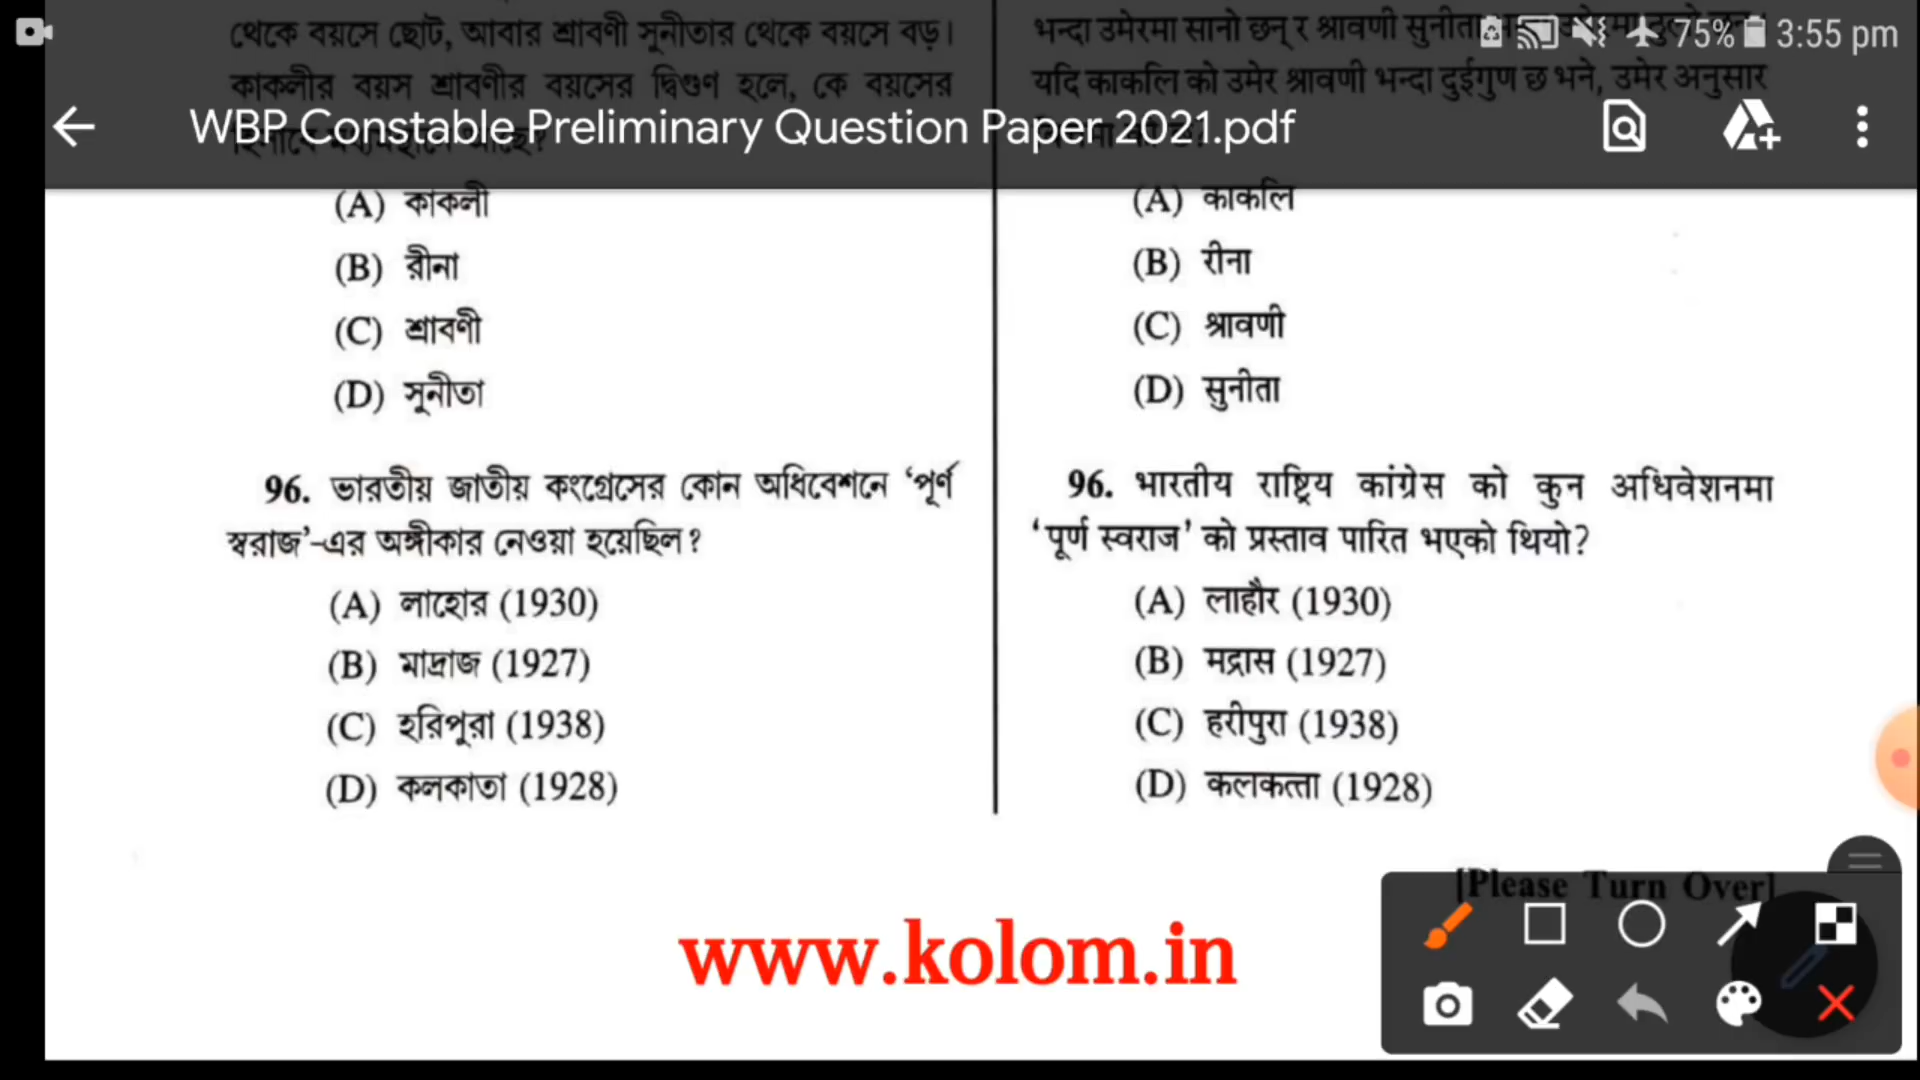 থেকে বয়সে ছোট, আবার শ্রাবণী সুনীতার থেকে বয়সে বড়।
কাকলীর বয়স শ্রাবণীর বয়সের দ্বিগুণ হলে, কে বয়সের
75% 3:55 pm
WBP Constable Preliminary Question Paper 2021.pdf
(A) কাকলী
(B) রীনা
(C) শ্রাবণী
(D) সুনীতা
96. ভারতীয় জাতীয় কংগ্রেসের কোন অধিবেশনে ‘পূর্ণ
স্বরাজ’-এর অঙ্গীকার নেওয়া হয়েছিল?
(A) লাহোর (1930)
(B) মাদ্রাজ (1927)
(C) হরিপুরা (1938)
(D) কলকাতা (1928)
भन्दा उमेरमा सानो छन् र श्रावणी सुनीता
यदि काकलि को उमेर श्रावणी भन्दा दुईगुण छ भने, उमेर अनुसार
(A) काकलि
(B) रीना
(C) श्रावणी
(D) सुनीता
96. भारतीय राष्ट्रिय कांग्रेस को कुन अधिवेशनमा
‘पूर्ण स्वराज’ को प्रस्ताव पारित भएको थियो?
(A) लाहौर (1930)
(B) मद्रास (1927)
(C) हरीपुरा (1938)
(D) कलकत्ता (1928)
[Please Turn Over]
www.kolom.in